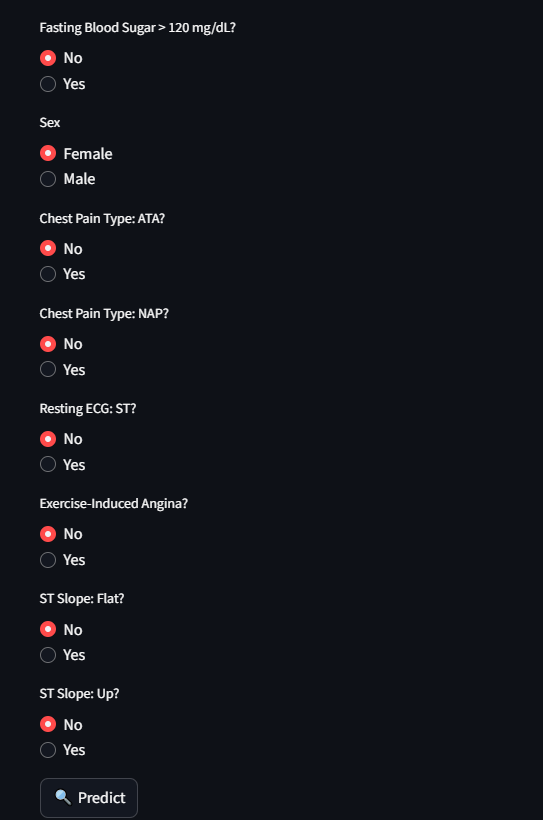 Fasting Blood Sugar > 120 mg/dL?
No
Yes
Sex
Female
Male
Chest Pain Type: ATA?
No
Yes
Chest Pain Type: NAP?
No
Yes
Resting ECG: ST?
No
Yes
Exercise-Induced Angina?
No
Yes
ST Slope: Flat?
No
Yes
ST Slope: Up?
No
Yes
Predict